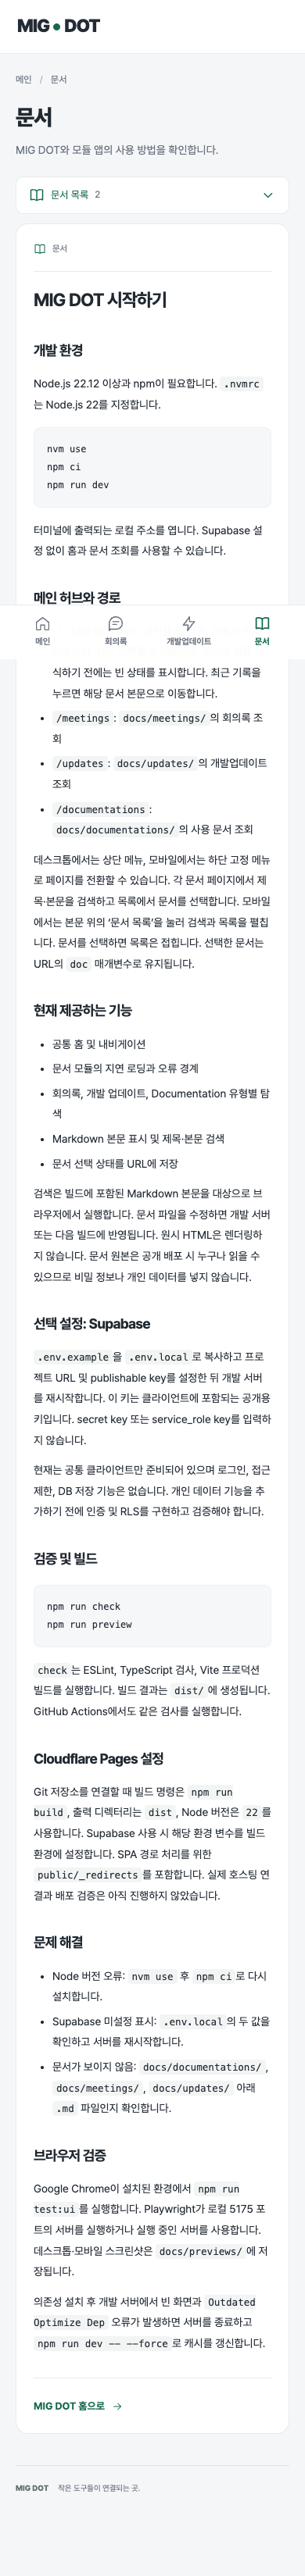 MIG DOT
메인 / 문서
문서
MIG DOT와 모듈 앱의 사용 방법을 확인합니다.
문서 목록 2
문서
MIG DOT 시작하기
개발 환경
Node.js 22.12 이상과 npm이 필요합니다. .nvmrc
는 Node.js 22를 지정합니다.
nvm use
npm ci
npm run dev
터미널에 출력되는 로컬 주소를 엽니다. Supabase 설
정 없이 홈과 문서 조회를 사용할 수 있습니다.
메인 허브와 경로
메인
회의록
개발업데이트
문서
식하기 전에는 빈 상태를 표시합니다. 최근 기록을
누르면 해당 문서 본문으로 이동합니다.
/meetings : docs/meetings/ 의 회의록 조
회
/updates : docs/updates/ 의 개발업데이트
조회
/documentations :
docs/documentations/ 의 사용 문서 조회
데스크톱에서는 상단 메뉴, 모바일에서는 하단 고정 메뉴
로 페이지를 전환할 수 있습니다. 각 문서 페이지에서 제
목·본문을 검색하고 목록에서 문서를 선택합니다. 모바일
에서는 본문 위의 ‘문서 목록’을 눌러 검색과 목록을 펼칩
니다. 문서를 선택하면 목록은 접힙니다. 선택한 문서는
URL의 doc 매개변수로 유지됩니다.
현재 제공하는 기능
공통 홈 및 내비게이션
문서 모듈의 지연 로딩과 오류 경계
회의록, 개발 업데이트, Documentation 유형별 탐
색
Markdown 본문 표시 및 제목·본문 검색
문서 선택 상태를 URL에 저장
검색은 빌드에 포함된 Markdown 본문을 대상으로 브
라우저에서 실행합니다. 문서 파일을 수정하면 개발 서버
또는 다음 빌드에 반영됩니다. 원시 HTML은 렌더링하
지 않습니다. 문서 원본은 공개 배포 시 누구나 읽을 수
있으므로 비밀 정보나 개인 데이터를 넣지 않습니다.
선택 설정: Supabase
.env.example 을 .env.local 로 복사하고 프로
젝트 URL 및 publishable key를 설정한 뒤 개발 서버
를 재시작합니다. 이 키는 클라이언트에 포함되는 공개용
키입니다. secret key 또는 service_role key를 입력하
지 않습니다.
현재는 공통 클라이언트만 준비되어 있으며 로그인, 접근
제한, DB 저장 기능은 없습니다. 개인 데이터 기능을 추
가하기 전에 인증 및 RLS를 구현하고 검증해야 합니다.
검증 및 빌드
npm run check
npm run preview
check 는 ESLint, TypeScript 검사, Vite 프로덕션
빌드를 실행합니다. 빌드 결과는 dist/ 에 생성됩니다.
GitHub Actions에서도 같은 검사를 실행합니다.
Cloudflare Pages 설정
Git 저장소를 연결할 때 빌드 명령은 npm run
build , 출력 디렉터리는 dist , Node 버전은 22 를
사용합니다. Supabase 사용 시 해당 환경 변수를 빌드
환경에 설정합니다. SPA 경로 처리를 위한
public/_redirects 를 포함합니다. 실제 호스팅 연
결과 배포 검증은 아직 진행하지 않았습니다.
문제 해결
Node 버전 오류: nvm use 후 npm ci 로 다시
설치합니다.
Supabase 미설정 표시: .env.local 의 두 값을
확인하고 서버를 재시작합니다.
문서가 보이지 않음: docs/documentations/ ,
docs/meetings/ , docs/updates/ 아래
.md 파일인지 확인합니다.
브라우저 검증
Google Chrome이 설치된 환경에서 npm run
test:ui 를 실행합니다. Playwright가 로컬 5175 포
트의 서버를 실행하거나 실행 중인 서버를 사용합니다.
데스크톱·모바일 스크린샷은 docs/previews/ 에 저
장됩니다.
의존성 설치 후 개발 서버에서 빈 화면과 Outdated
Optimize Dep 오류가 발생하면 서버를 종료하고
npm run dev -- --force 로 캐시를 갱신합니다.
MIG DOT 홈으로 →
MIG DOT 작은 도구들이 연결되는 곳.